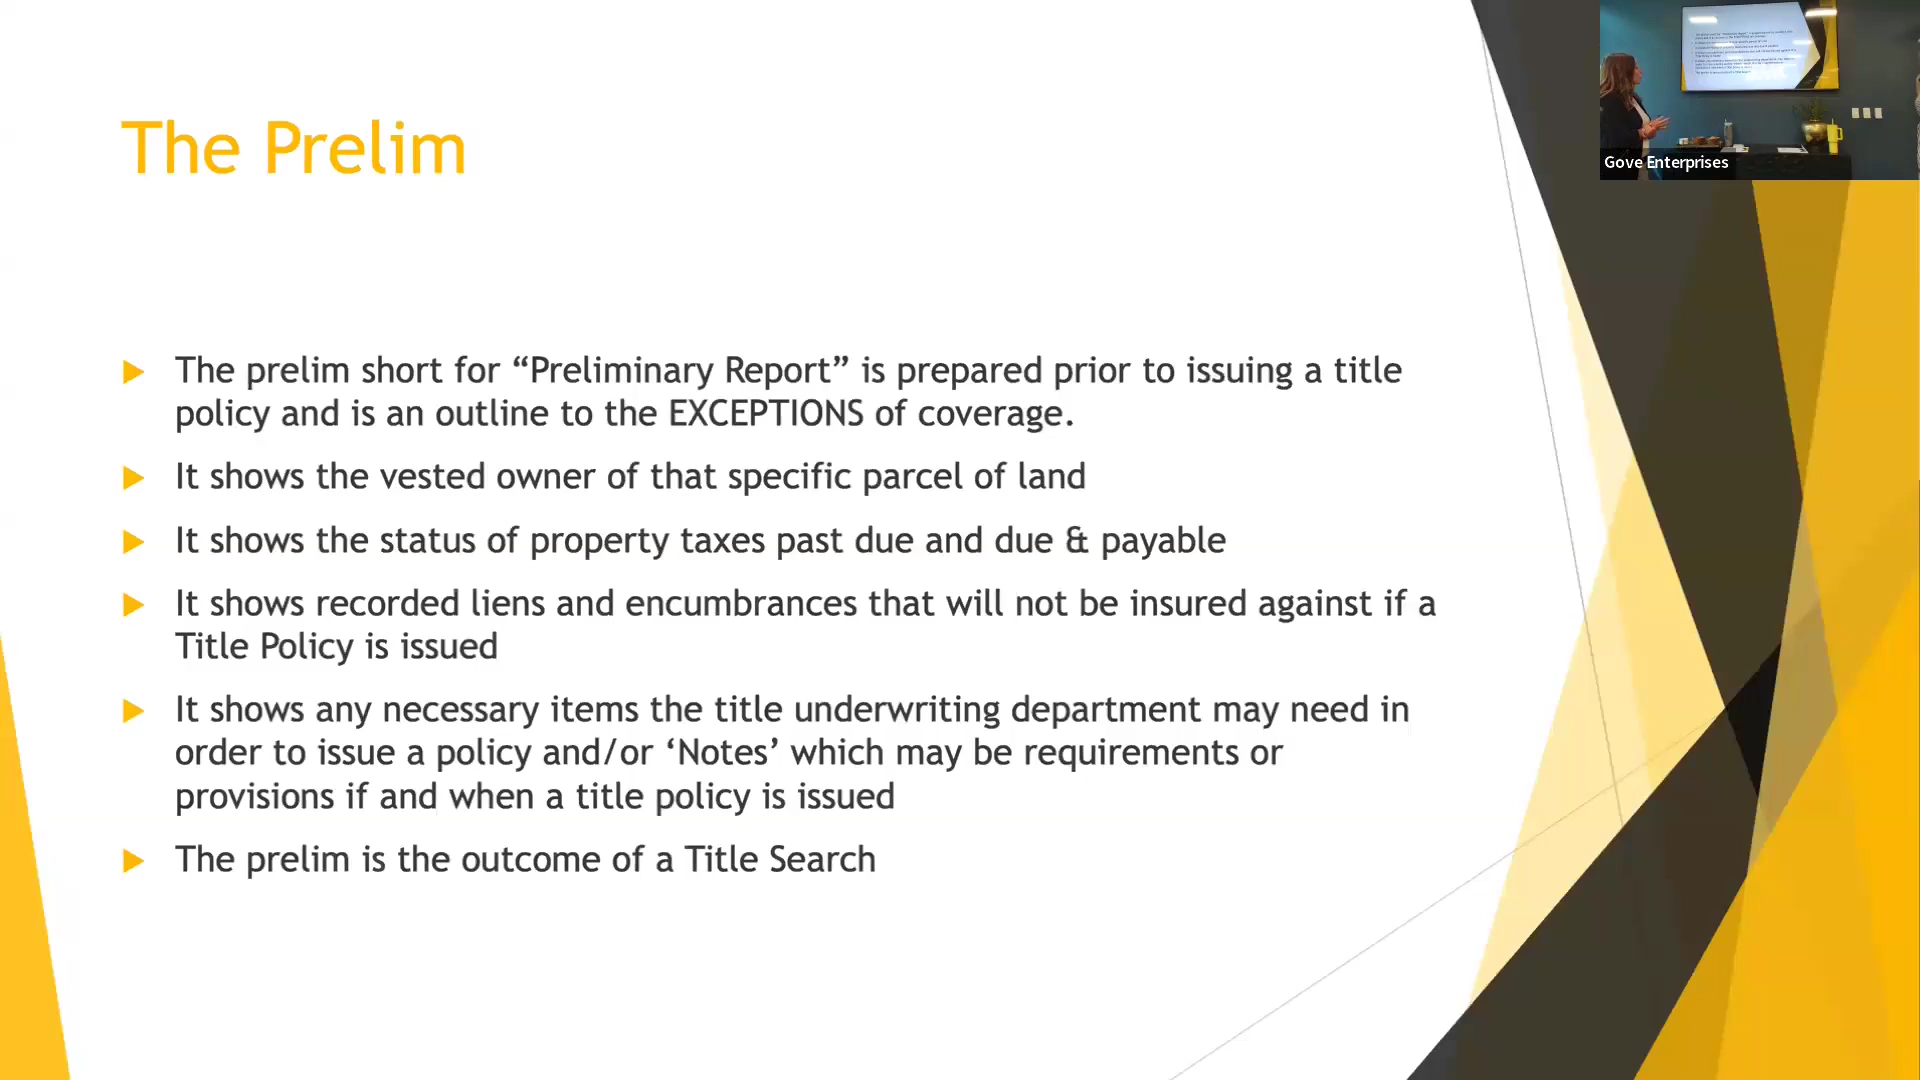 The Prelim
Gove Enterprises
The prelim short for “Preliminary Report” is prepared prior to issuing a title
policy and is an outline to the EXCEPTIONS of coverage.
It shows the vested owner of that specific parcel of land
It shows the status of property taxes past due and due & payable
It shows recorded liens and encumbrances that will not be insured against if a
Title Policy is issued
It shows any necessary items the title underwriting department may need in
order to issue a policy and/or ‘Notes’ which may be requirements or
provisions if and when a title policy is issued
The prelim is the outcome of a Title Search